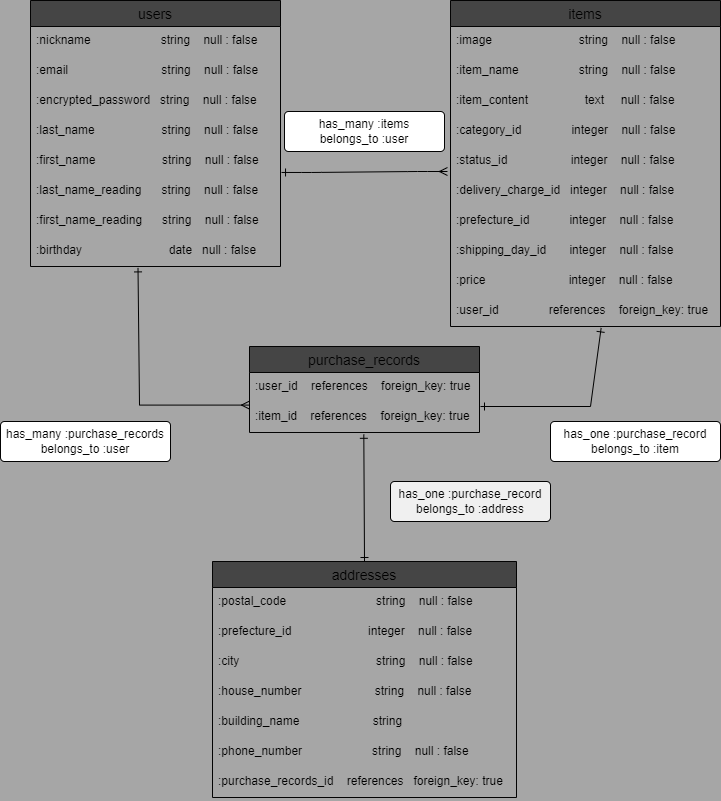 users
:nickname string null : false
:email string null : false
:encrypted_password string null : false
:last_name string null : false
:first_name string null : false
:last_name_reading string null : false
:first_name_reading string null : false
:birthday date null : false
has_many :items
belongs_to :user
items
:image string null : false
:item_name string null : false
:item_content text null : false
:category_id integer null : false
:status_id integer null : false
:delivery_charge_id integer null : false
:prefecture_id integer null : false
:shipping_day_id integer null : false
:price integer null : false
:user_id references foreign_key: true
purchase_records
:user_id references foreign_key: true
:item_id references foreign_key: true
has_many :purchase_records
belongs_to :user
has_one :purchase_record
belongs_to :item
has_one :purchase_record
belongs_to :address
addresses
:postal_code string null : false
:prefecture_id integer null : false
:city string null : false
:house_number string null : false
:building_name string
:phone_number string null : false
:purchase_records_id references foreign_key: true